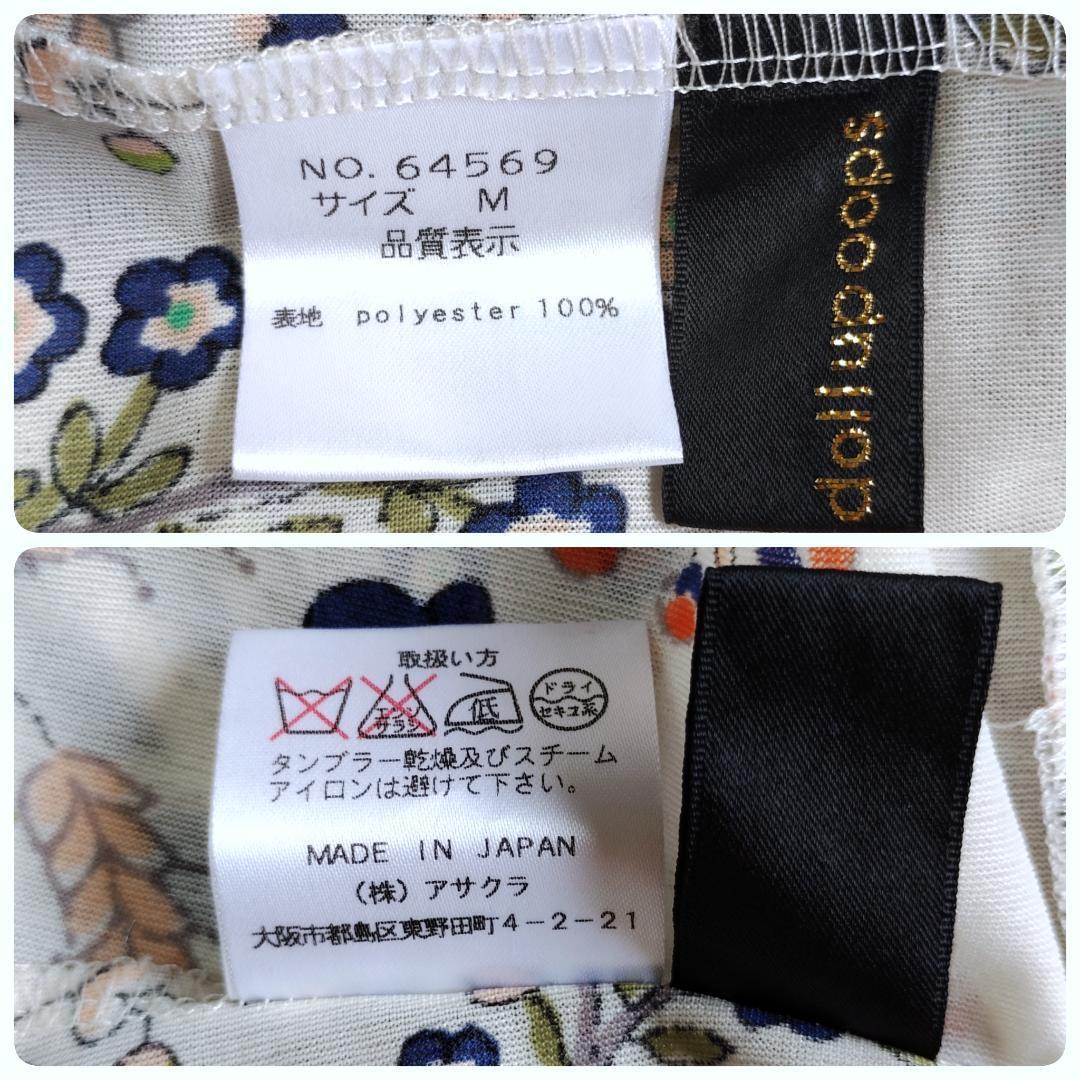 NO. 64569
サイズ M
品質表示
表地 polyester 100%
dollupoops
取扱い方
エンソ
サラシ
低
ドライ
セキユ系
タンブラー乾燥及びスチーム
アイロンは避けて下さい。
MADE IN JAPAN
(株) アサクラ
大阪市都島区東野田町4-2-21